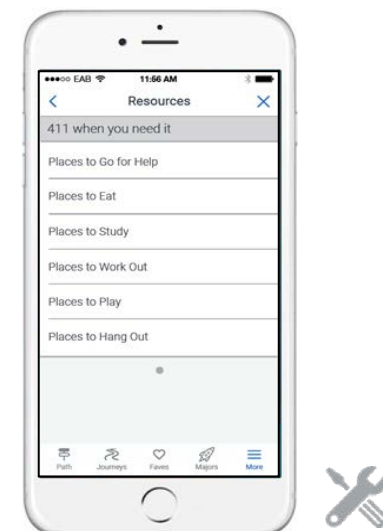 EAB 11:56 AM
Resources
411 when you need it
Places to Go for Help
Places to Eat
Places to Study
Places to Work Out
Places to Play
Places to Hang Out
Path Journeys Faves Majors More